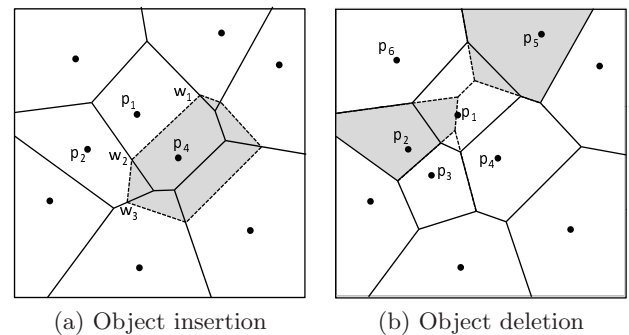 p1
w1
p2
w2
p4
w3
p5
p6
p1
p2
p3
p4
(a) Object insertion
(b) Object deletion